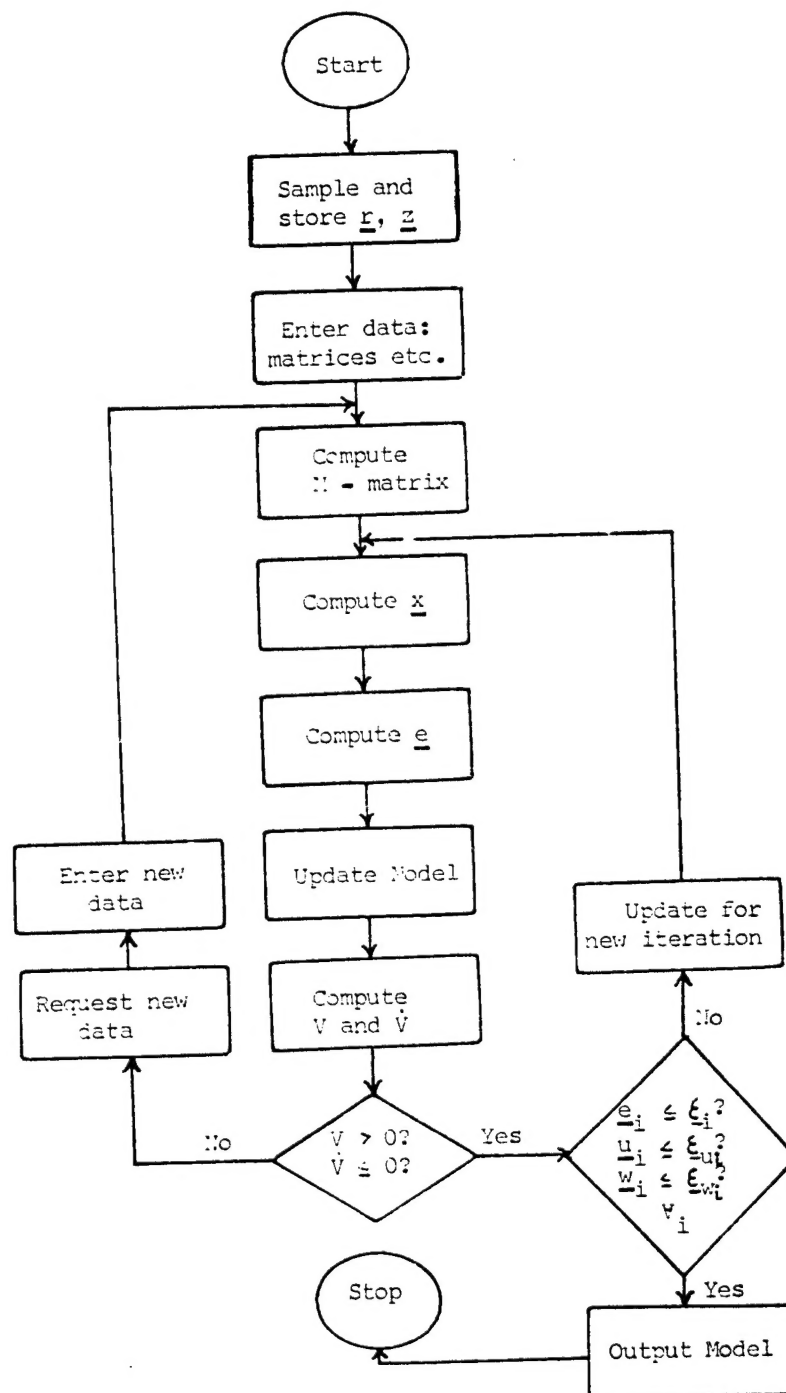 Start
Sample and
store r, z
Enter data:
matrices etc.
Compute
- matrix
Compute x
Compute e
Update Model
Compute
V and V̇
Enter new
data
Request new
data
No
V > 0?
V̇ ≤ 0?
Yes
Update for
new iteration
No
e_i ≤ ξ_i?
u_i ≤ ξ_ui?
w_i ≤ ξ_wi?
∀_i
Yes
Stop
Output Model